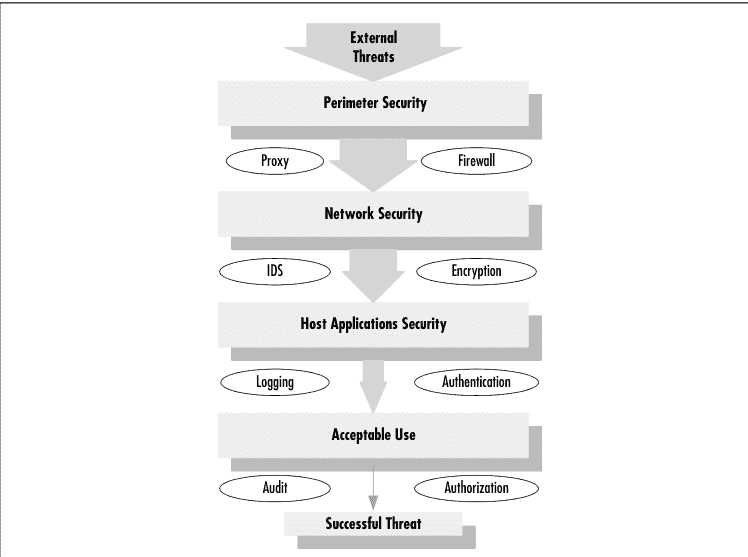 External
Threats
Perimeter Security
Proxy
Firewall
Network Security
IDS
Encryption
Host Applications Security
Logging
Authentication
Acceptable Use
Audit
Authorization
Successful Threat